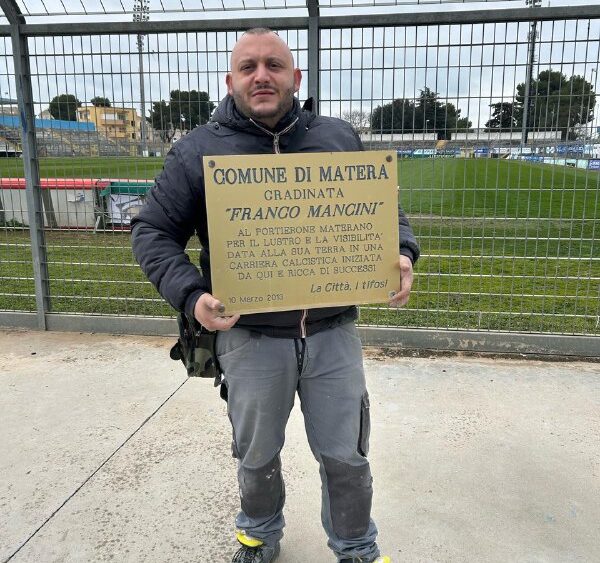 COMUNE DI MATERA
GRADINATA
"FRANCO MANCINI"
AL PORTIERONE MATERANO
PER IL LUSTRO E LA VISIBILITA'
DATA ALLA SUA TERRA IN UNA
CARRIERA CALCISTICA INIZIATA
DA QUI E RICCA DI SUCCESSI
La Città, i tifosi
10 Marzo 2013